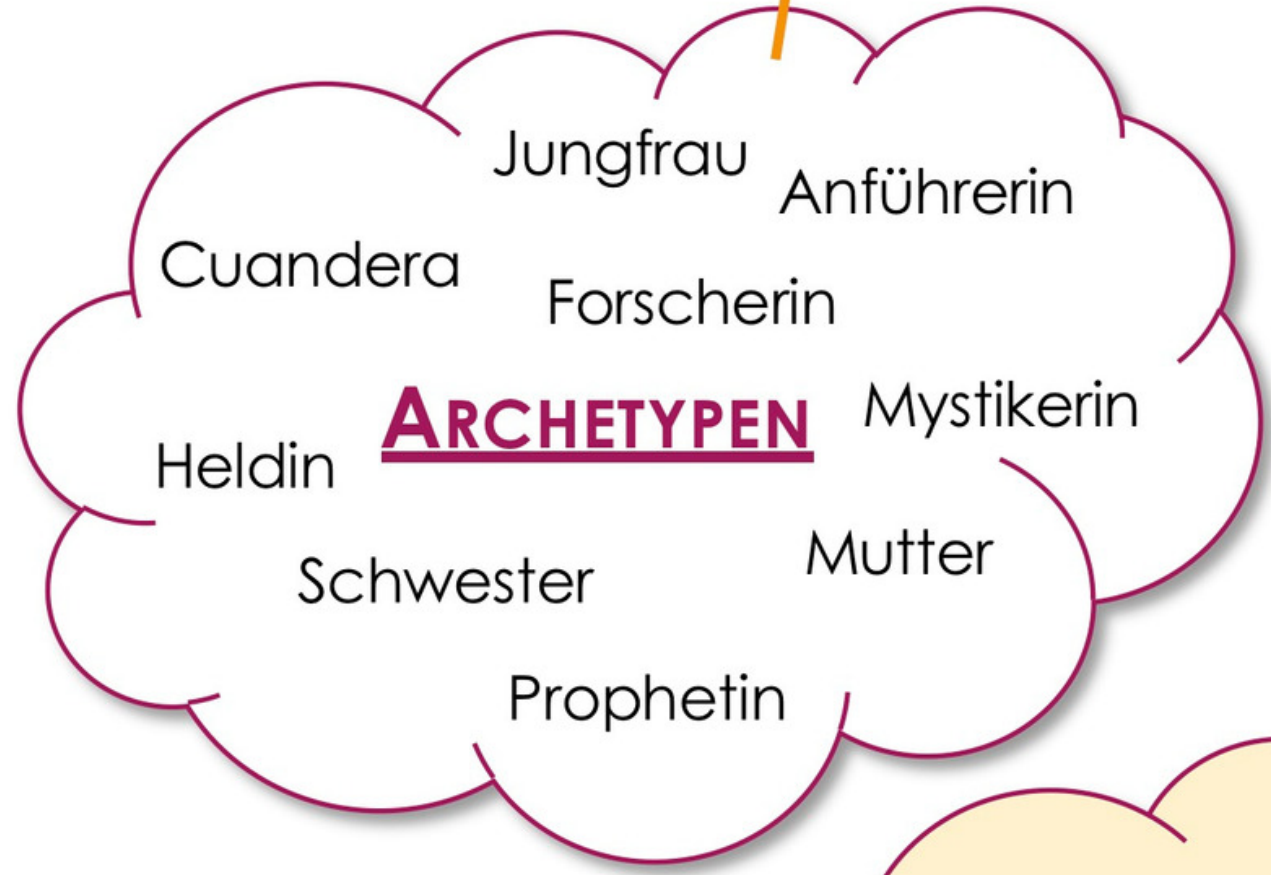 Jungfrau
Anführerin
Cuandera
Forscherin
ARCHETYPEN
Mystikerin
Heldin
Mutter
Schwester
Prophetin